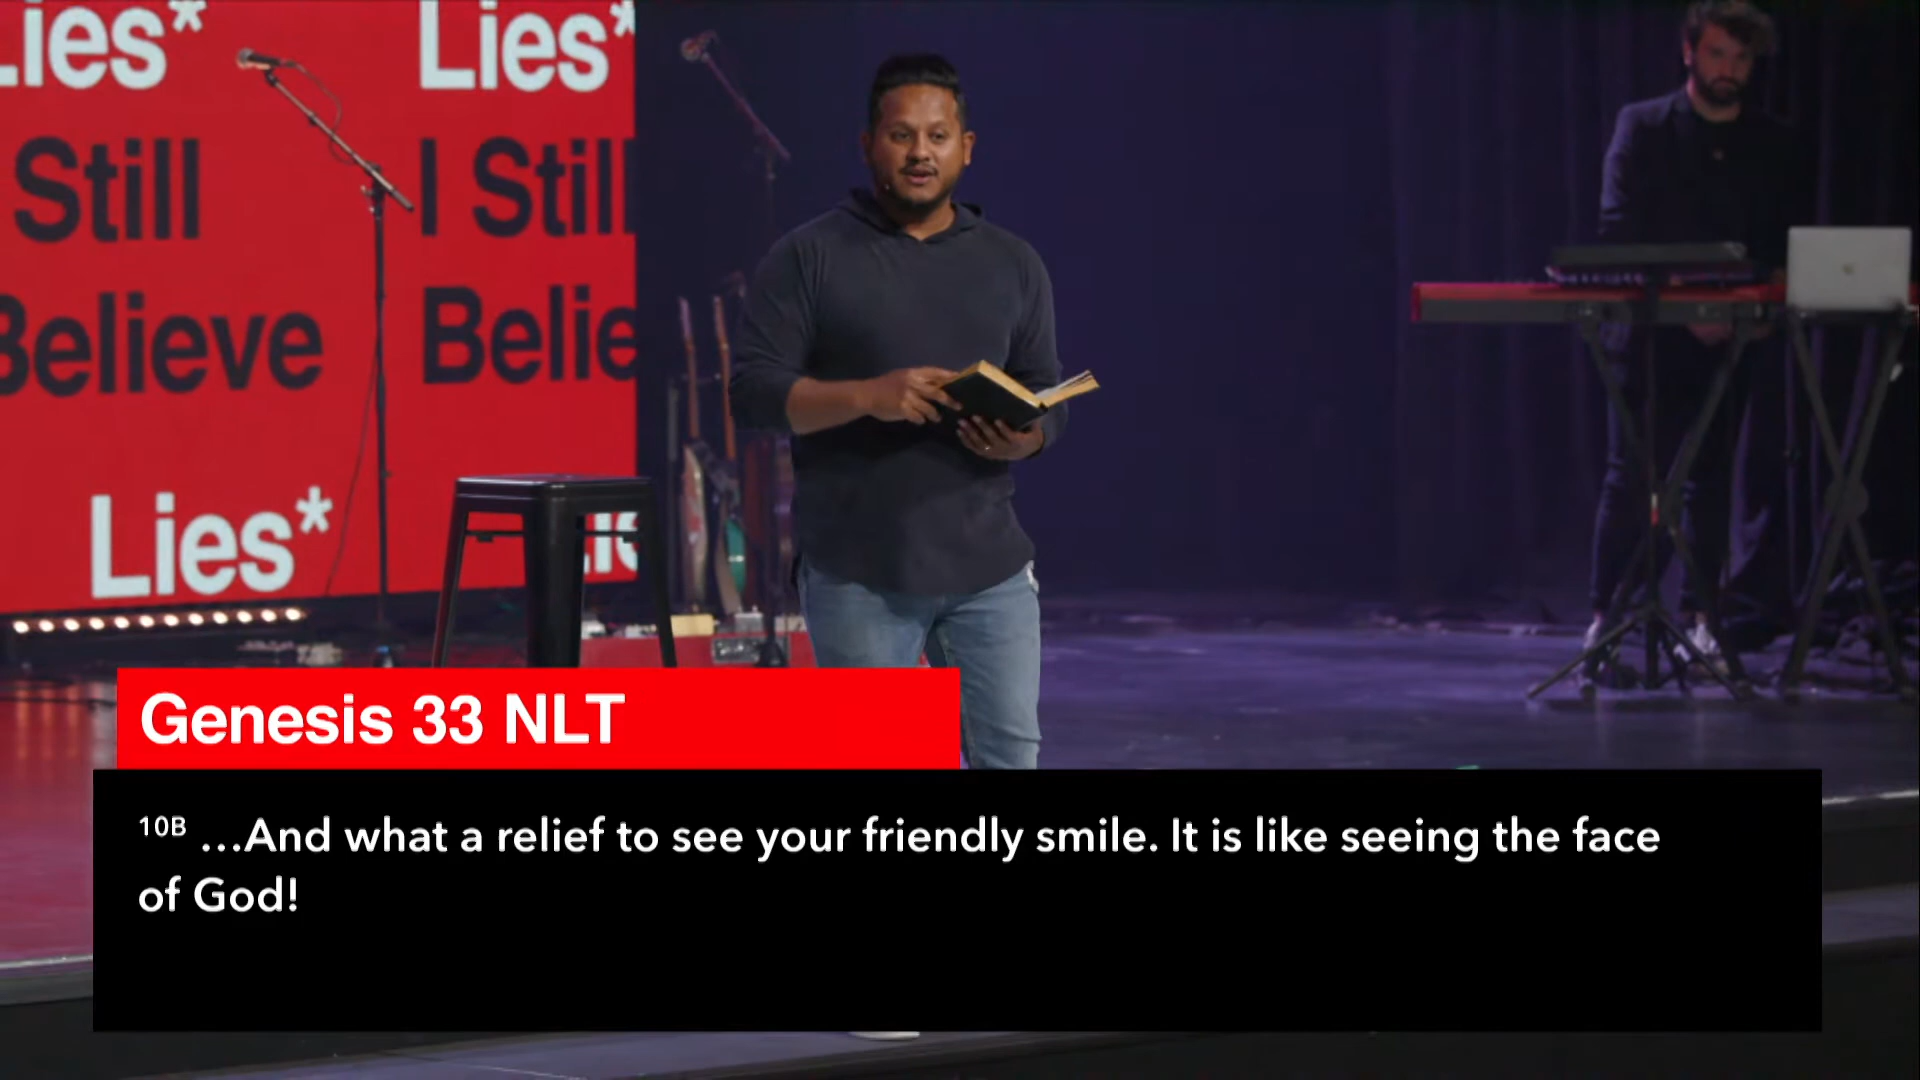 Lies*
Lies*
Still
I Still
Believe
Belie
Lies*
Genesis 33 NLT
10B …And what a relief to see your friendly smile. It is like seeing the face
of God!